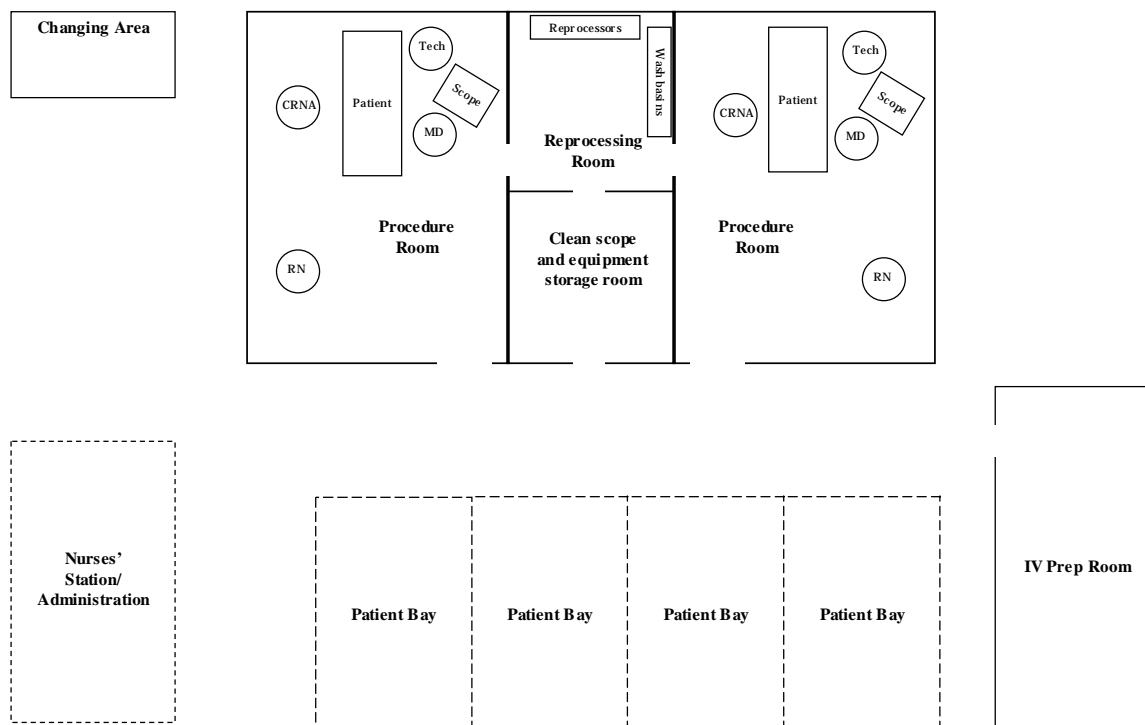 Changing Area
Reprocessors
Wash basins
Tech
Scope
Patient
CRNA
MD
Reprocessing
Room
Procedure
Room
RN
Clean scope
and equipment
storage room
Tech
Scope
Patient
CRNA
MD
Procedure
Room
RN
Nurses’
Station/
Administration
Patient Bay
Patient Bay
Patient Bay
Patient Bay
IV Prep Room